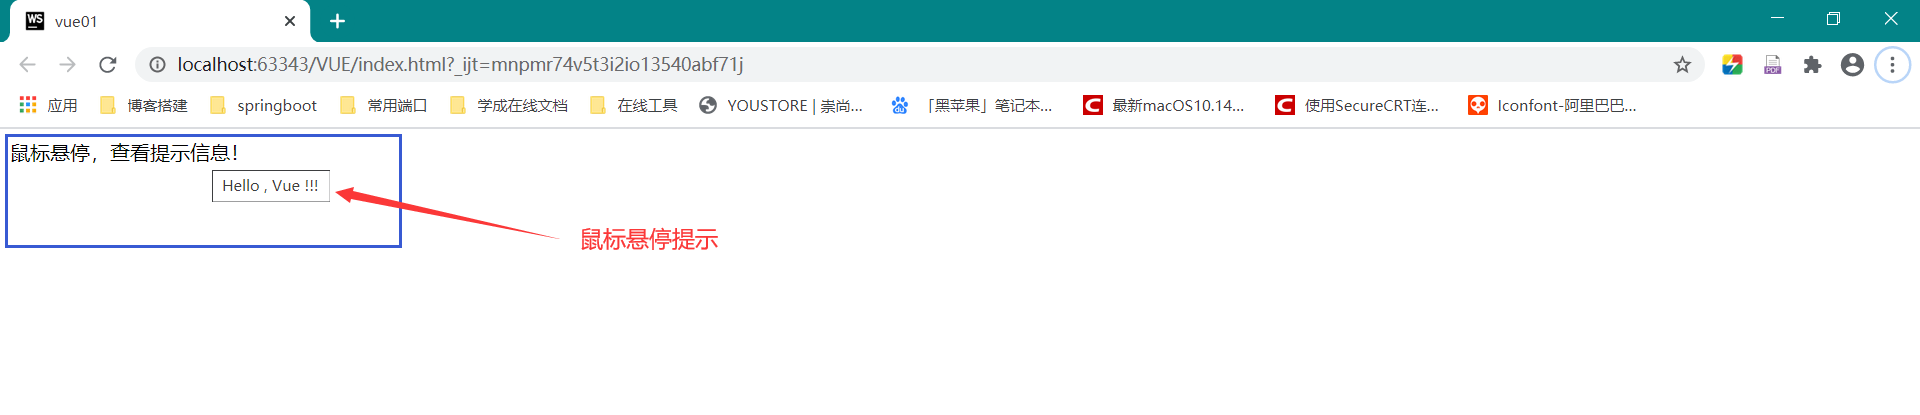 vue01
localhost:63343/VUE/index.html?_ijt=mnpmr74v5t3i2io13540abf71j
应用 博客搭建 springboot 常用端口 学成在线文档 在线工具 YOUSTORE | 崇尚... 「黑苹果」笔记本... 最新macOS10.14... 使用SecureCRT连... Iconfont-阿里巴巴...
鼠标悬停，查看提示信息！
Hello , Vue !!!
鼠标悬停提示